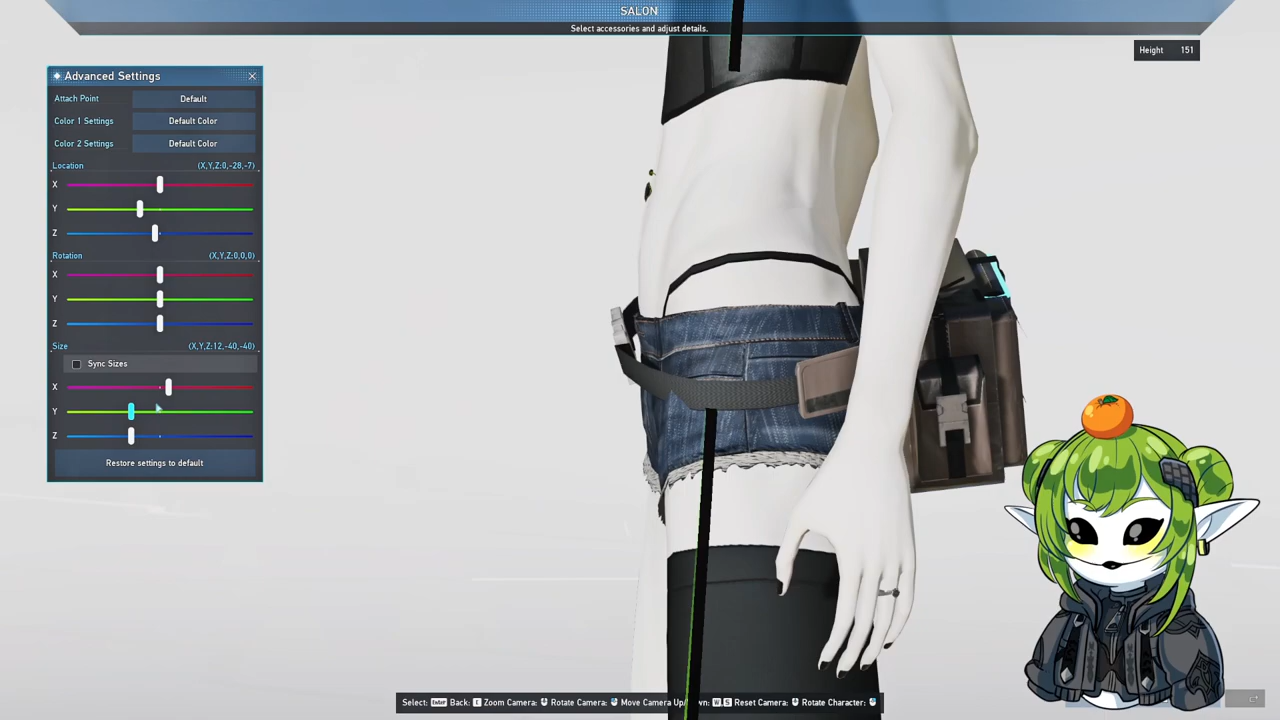 SALON
Select accessories and adjust details.
Height 151
Advanced Settings
Attach Point Default
Color 1 Settings Default Color
Color 2 Settings Default Color
Location (X,Y,Z:0,-28,-7)
X
Y
Z
Rotation (X,Y,Z:0,0,0)
X
Y
Z
Size (X,Y,Z:12,-40,-40)
Sync Sizes
X
Y
Z
Restore settings to default
Select: Enter Back: E Zoom Camera: Rotate Camera: Move Camera Up/ wn: W,S Reset Camera: Rotate Character: